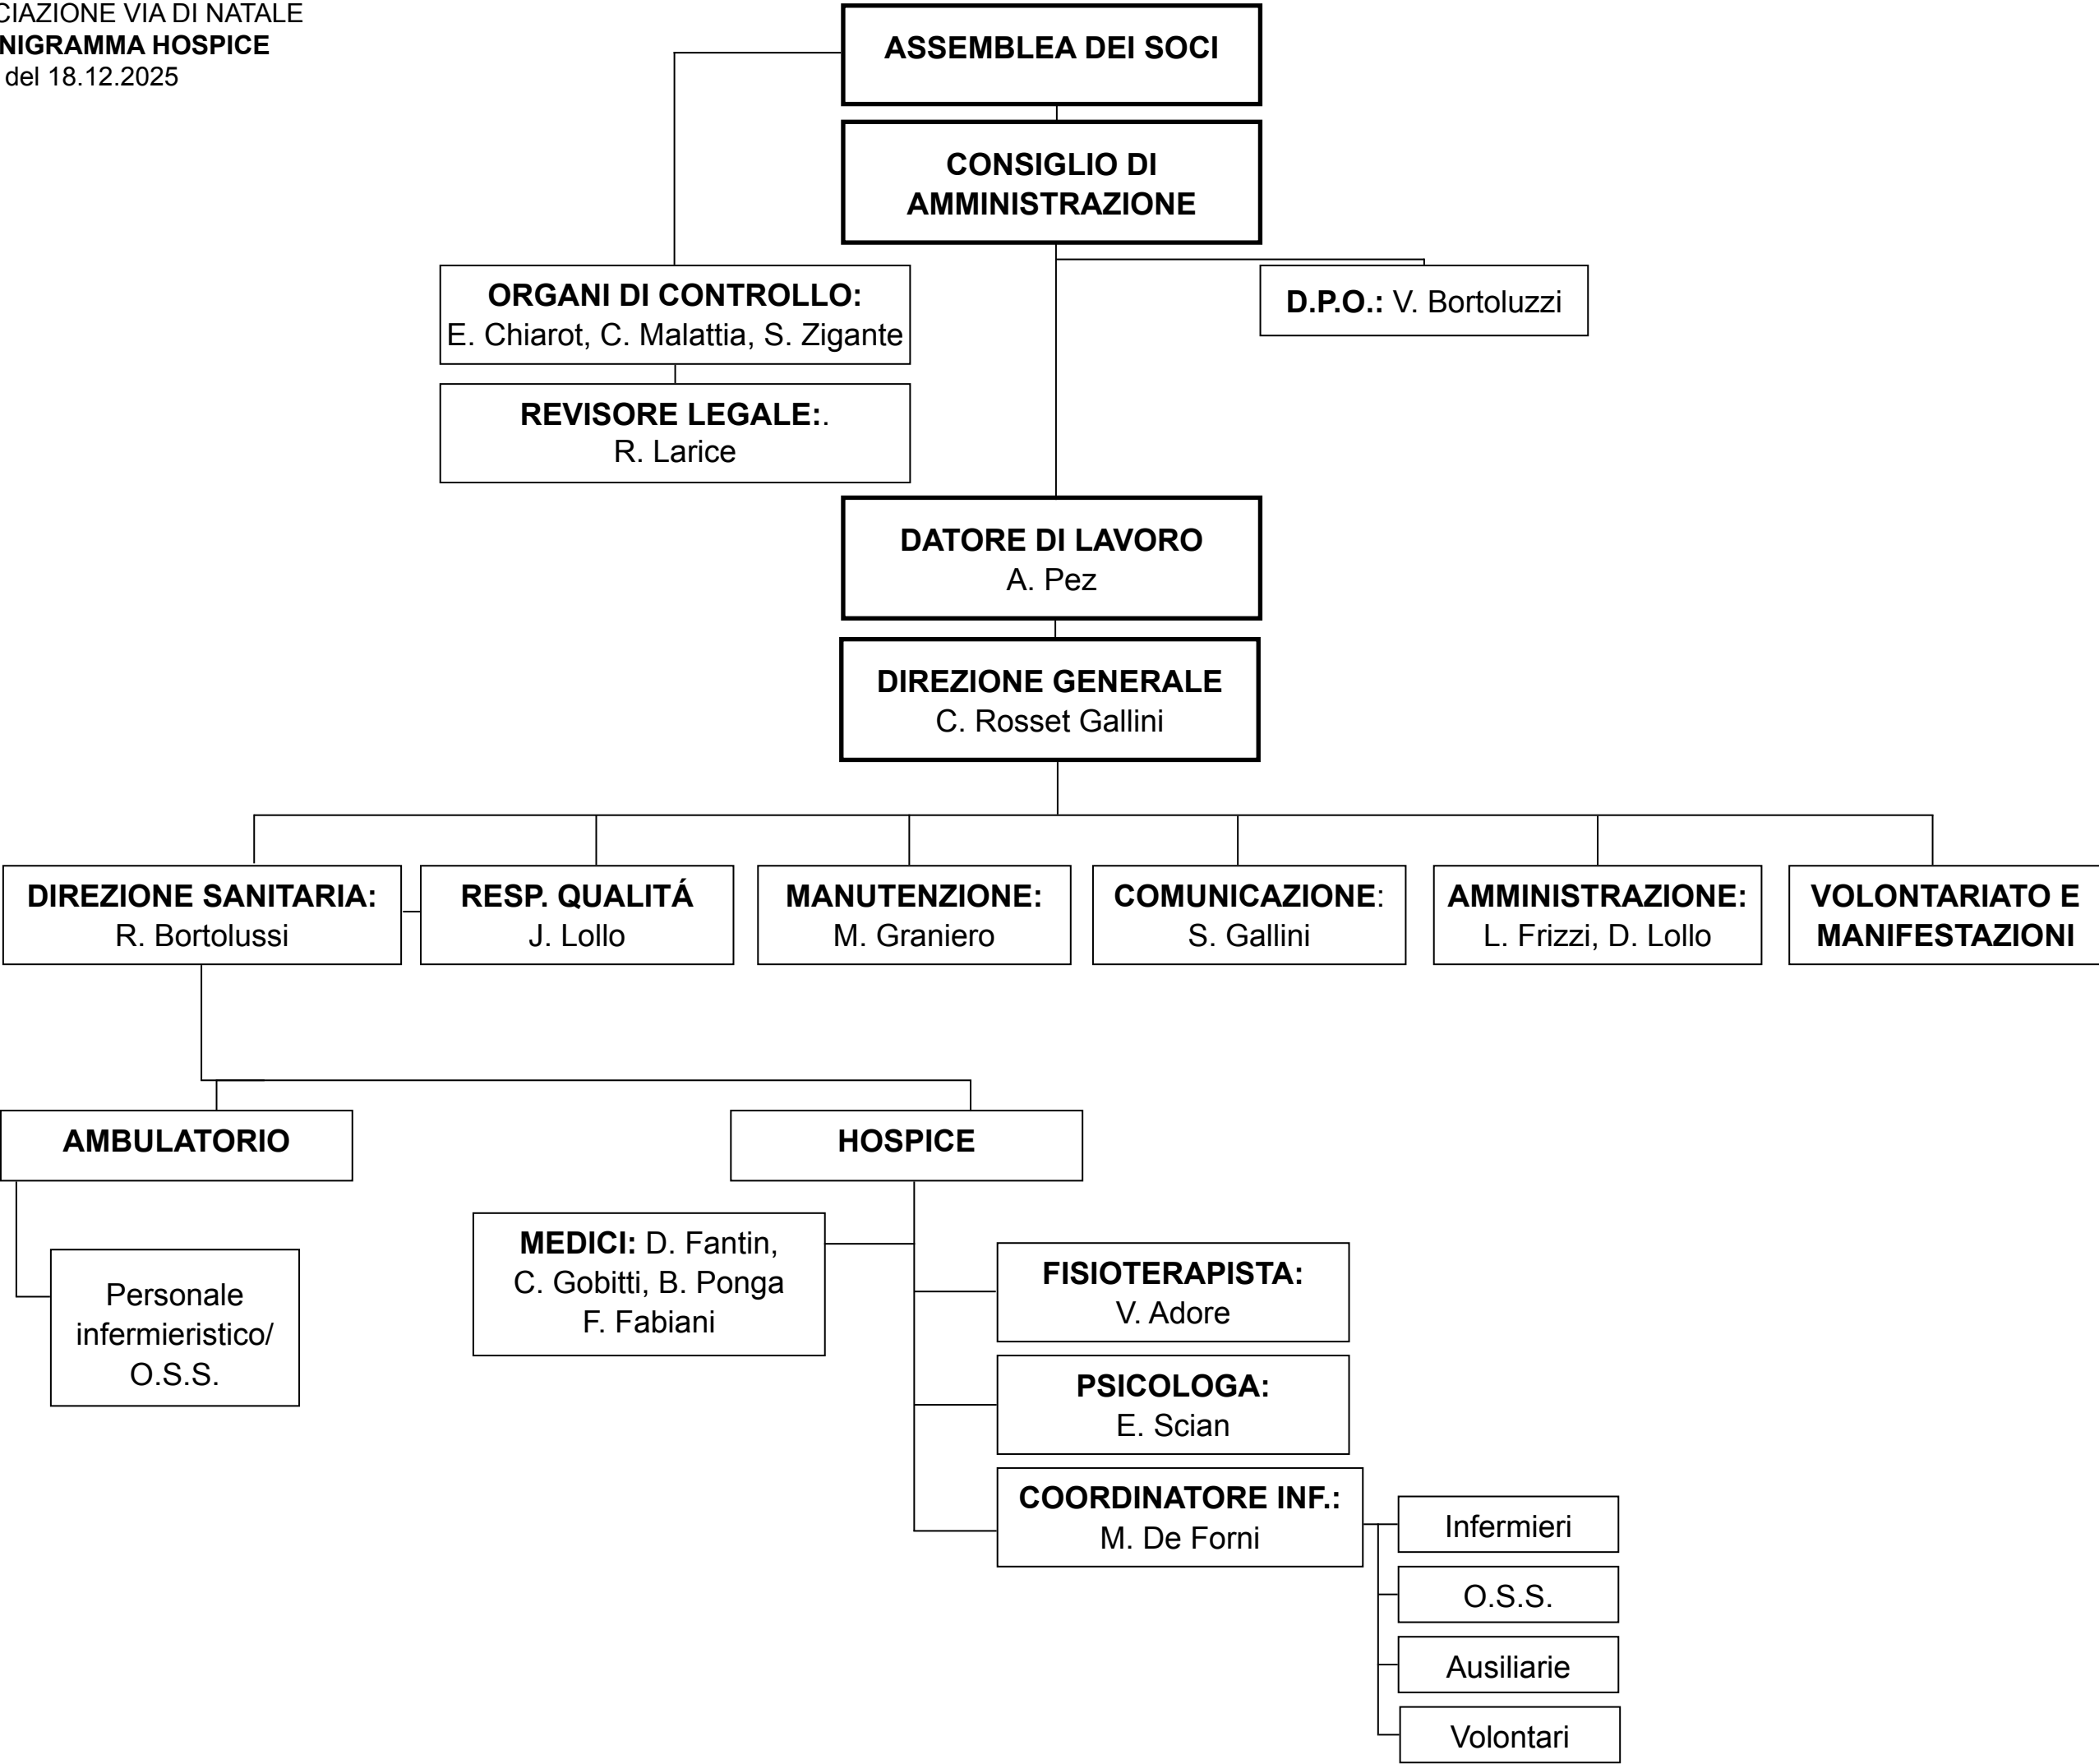 CIAZIONE VIA DI NATALE
NIGRAMMA HOSPICE
del 18.12.2025
ASSEMBLEA DEI SOCI
CONSIGLIO DI
AMMINISTRAZIONE
ORGANI DI CONTROLLO:
E. Chiarot, C. Malattia, S. Zigante
D.P.O.: V. Bortoluzzi
REVISORE LEGALE:.
R. Larice
DATORE DI LAVORO
A. Pez
DIREZIONE GENERALE
C. Rosset Gallini
DIREZIONE SANITARIA:
R. Bortolussi
RESP. QUALITÁ
J. Lollo
MANUTENZIONE:
M. Graniero
COMUNICAZIONE:
S. Gallini
AMMINISTRAZIONE:
L. Frizzi, D. Lollo
VOLONTARIATO E
MANIFESTAZIONI
AMBULATORIO
HOSPICE
Personale
infermieristico/
O.S.S.
MEDICI: D. Fantin,
C. Gobitti, B. Ponga
F. Fabiani
FISIOTERAPISTA:
V. Adore
PSICOLOGA:
E. Scian
COORDINATORE INF.:
M. De Forni
Infermieri
O.S.S.
Ausiliarie
Volontari